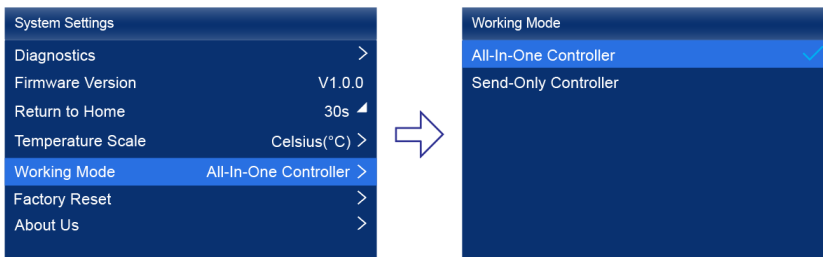 System Settings
Diagnostics >
Firmware Version V1.0.0
Return to Home 30s
Temperature Scale Celsius(°C) >
Working Mode All-In-One Controller >
Factory Reset >
About Us >
Working Mode
All-In-One Controller
Send-Only Controller